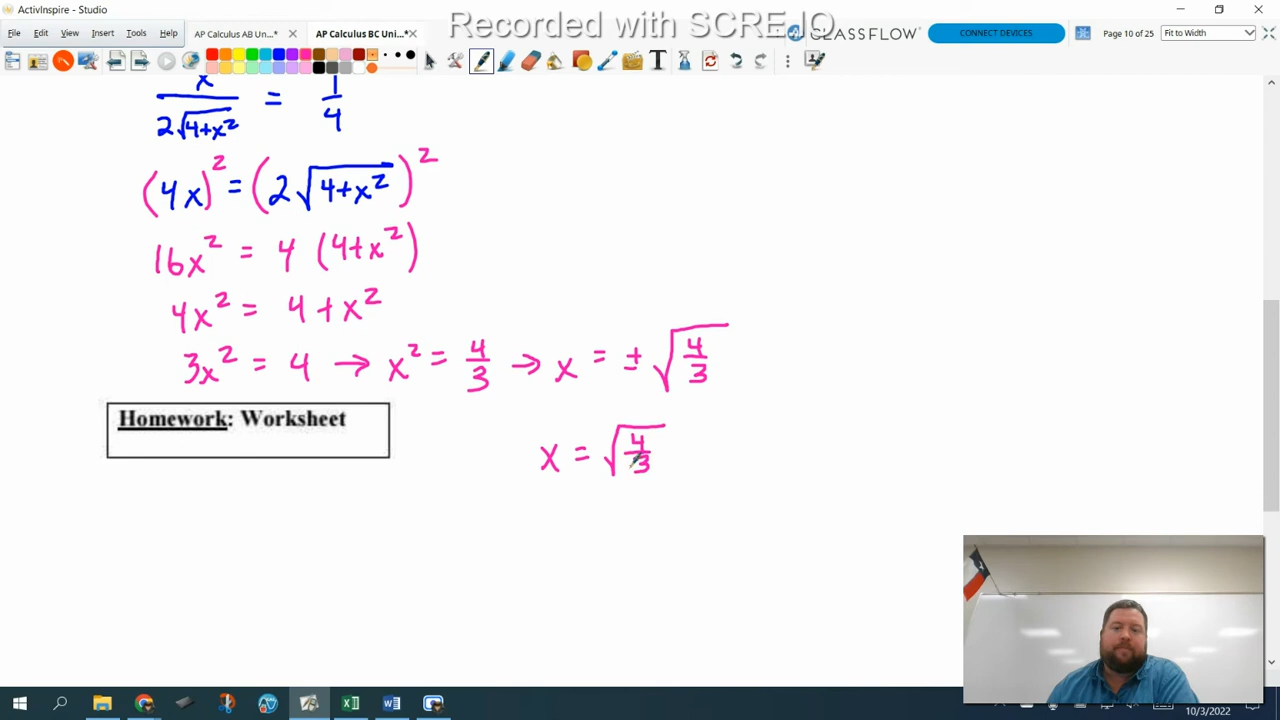 ActivInspire - Studio
Recorded with SCRE.IO
File Edit View Insert Tools Help
AP Calculus AB Uni...*
AP Calculus BC Unit...*
CLASSFLOW
CONNECT DEVICES
Page 10 of 25
Fit to Width
x/(2√(4+x²)) = 1/4
(4x)² = (2√(4+x²))²
16x² = 4 (4+x²)
4x² = 4 + x²
3x² = 4 → x² = 4/3 → x = ± √(4/3)
Homework: Worksheet
x = √(4/3)
10/3/2022